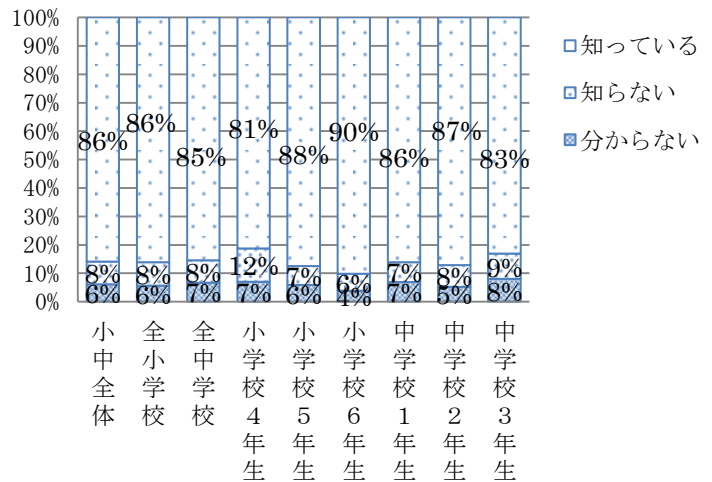 100%
90%
80%
70%
60%
50%
40%
30%
20%
10%
0%
86% 86% 85% 81% 88% 90% 86% 87% 83%
8% 8% 8% 12% 7% 6% 7% 8% 9%
6% 6% 7% 7% 6% 4% 7% 5% 8%
小中全体
全小学校
全中学校
小学校4年生
小学校5年生
小学校6年生
中学校1年生
中学校2年生
中学校3年生
知っている
知らない
分からない